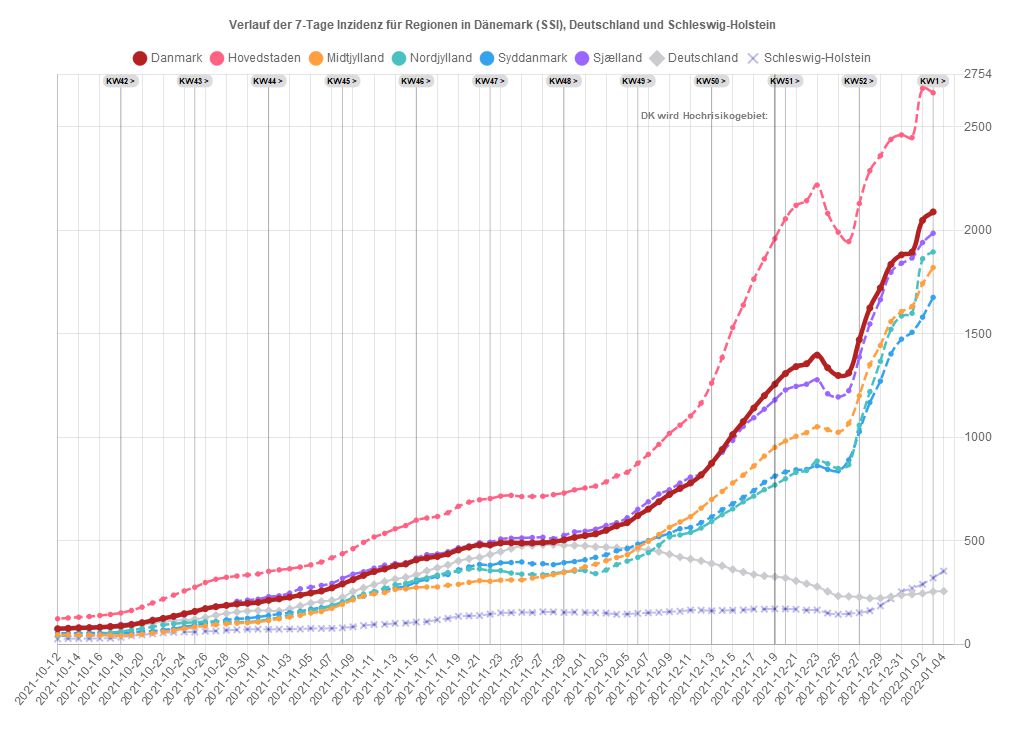 Verlauf der 7-Tage Inzidenz für Regionen in Dänemark (SSI), Deutschland und Schleswig-Holstein
Danmark Hovedstaden Midtjylland Nordjylland Syddanmark Sjælland Deutschland Schleswig-Holstein
KW42 > KW43 > KW44 > KW45 > KW46 > KW47 > KW48 > KW49 > KW50 > KW51 > KW52 > KW1 >
DK wird Hochrisikogebiet:
2754
2500
2000
1500
1000
500
0
2021-10-12 2021-10-14 2021-10-16 2021-10-18 2021-10-20 2021-10-22 2021-10-24 2021-10-26 2021-10-28 2021-10-30 2021-11-01 2021-11-03 2021-11-05 2021-11-07 2021-11-09 2021-11-11 2021-11-13 2021-11-15 2021-11-17 2021-11-19 2021-11-21 2021-11-23 2021-11-25 2021-11-27 2021-11-29 2021-12-01 2021-12-03 2021-12-05 2021-12-07 2021-12-09 2021-12-11 2021-12-13 2021-12-15 2021-12-17 2021-12-19 2021-12-21 2021-12-23 2021-12-25 2021-12-27 2021-12-29 2021-12-31 2022-01-02 2022-01-04